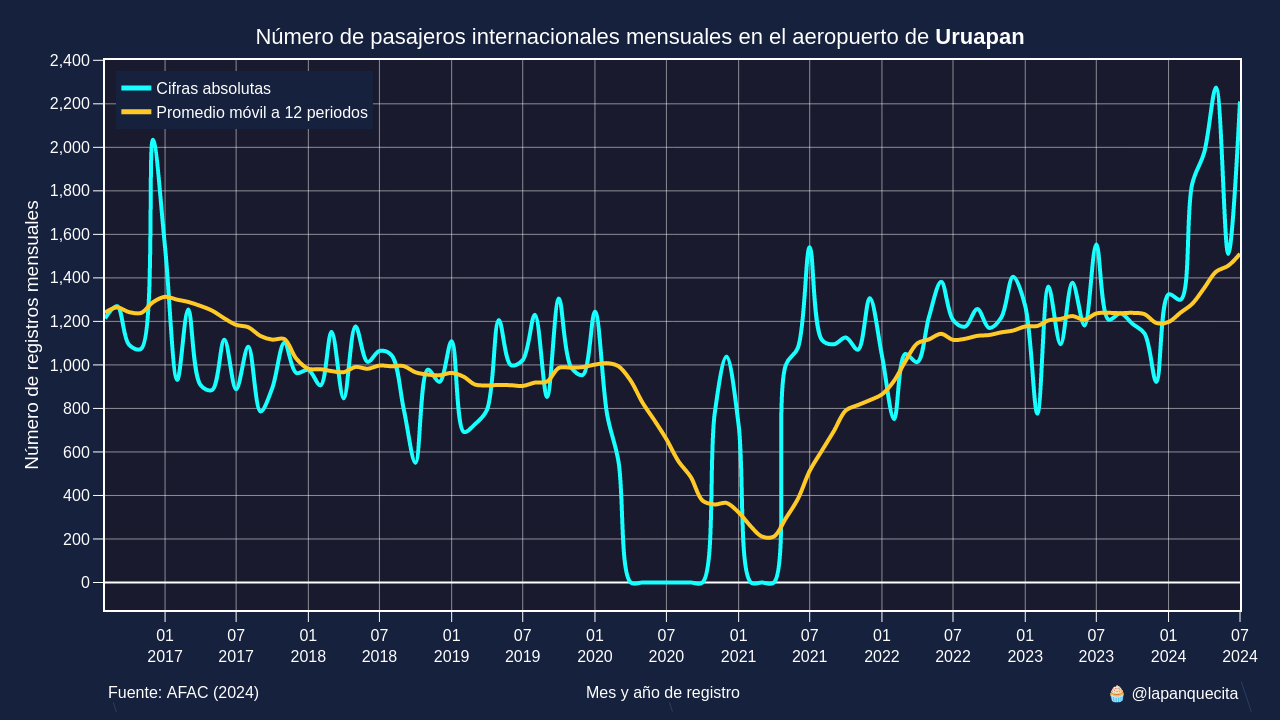 Número de pasajeros internacionales mensuales en el aeropuerto de Uruapan
Cifras absolutas
Promedio móvil a 12 periodos
Número de registros mensuales
2,400
2,200
2,000
1,800
1,600
1,400
1,200
1,000
800
600
400
200
0
01 07 01 07 01 07 01 07 01 07 01 07 01 07 01 07
2017 2017 2018 2018 2019 2019 2020 2020 2021 2021 2022 2022 2023 2023 2024 2024
Fuente: AFAC (2024) Mes y año de registro 🧁 @lapanquecita